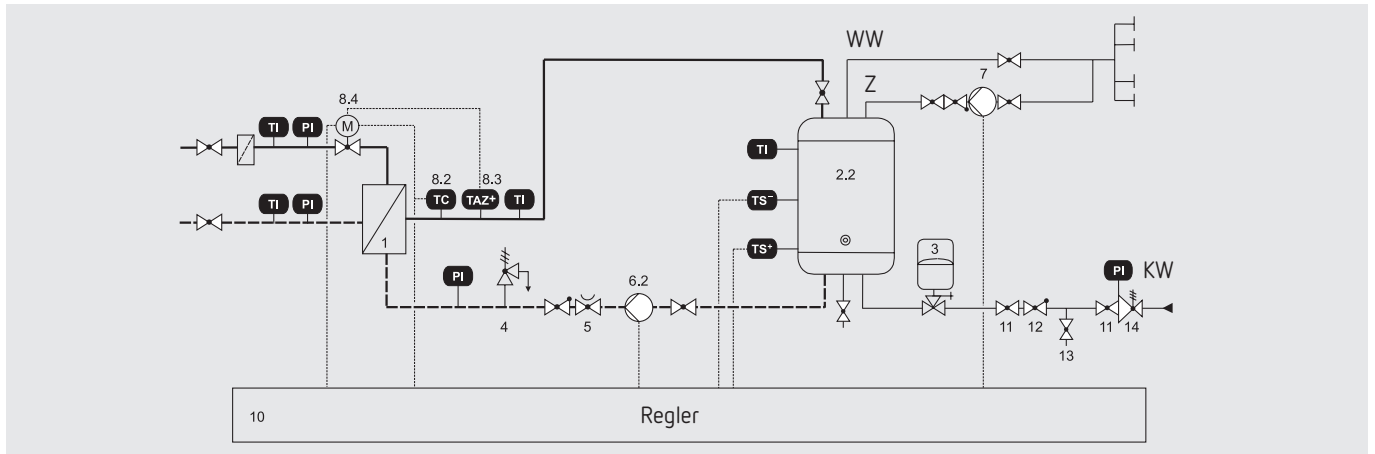 WW
7
8.4
Z
TI
PI
M
8.2
8.3
TI
2.2
TC
TAZ+
TI
TS⁻
TI
PI
1
TS⁺
3
PI
KW
PI
6.2
4
5
11
12
11
14
13
10
Regler